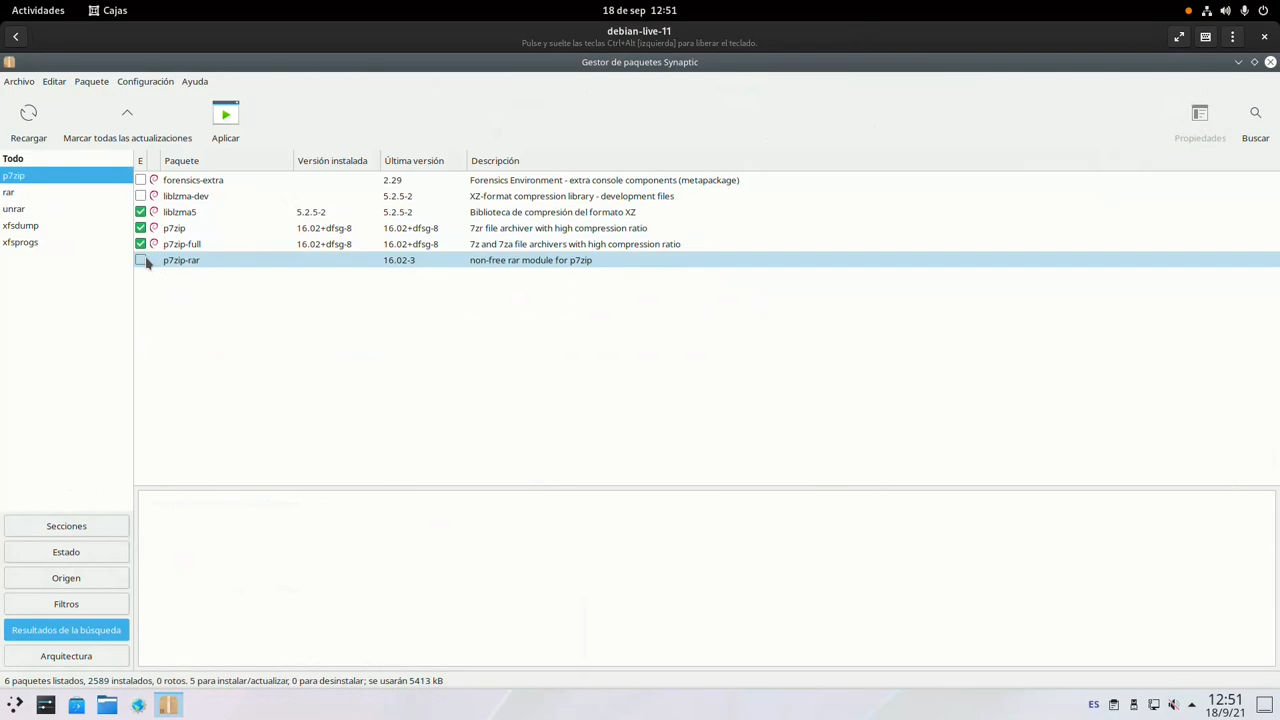 Actividades Cajas 18 de sep 12:51
debian-live-11
Pulse y suelte las teclas Ctrl+Alt [izquierda] para liberar el teclado.
Gestor de paquetes Synaptic
Archivo Editar Paquete Configuración Ayuda
Recargar Marcar todas las actualizaciones Aplicar Propiedades Buscar
Todo
p7zip
rar
unrar
xfsdump
xfsprogs
E Paquete Versión instalada Última versión Descripción
forensics-extra 2.29 Forensics Environment - extra console components (metapackage)
liblzma-dev 5.2.5-2 XZ-format compression library - development files
liblzma5 5.2.5-2 5.2.5-2 Biblioteca de compresión del formato XZ
p7zip 16.02+dfsg-8 16.02+dfsg-8 7zr file archiver with high compression ratio
p7zip-full 16.02+dfsg-8 16.02+dfsg-8 7z and 7za file archivers with high compression ratio
p7zip-rar 16.02-3 non-free rar module for p7zip
Secciones
Estado
Origen
Filtros
Resultados de la búsqueda
Arquitectura
6 paquetes listados, 2589 instalados, 0 rotos. 5 para instalar/actualizar, 0 para desinstalar; se usarán 5413 kB
ES 12:51
18/9/21